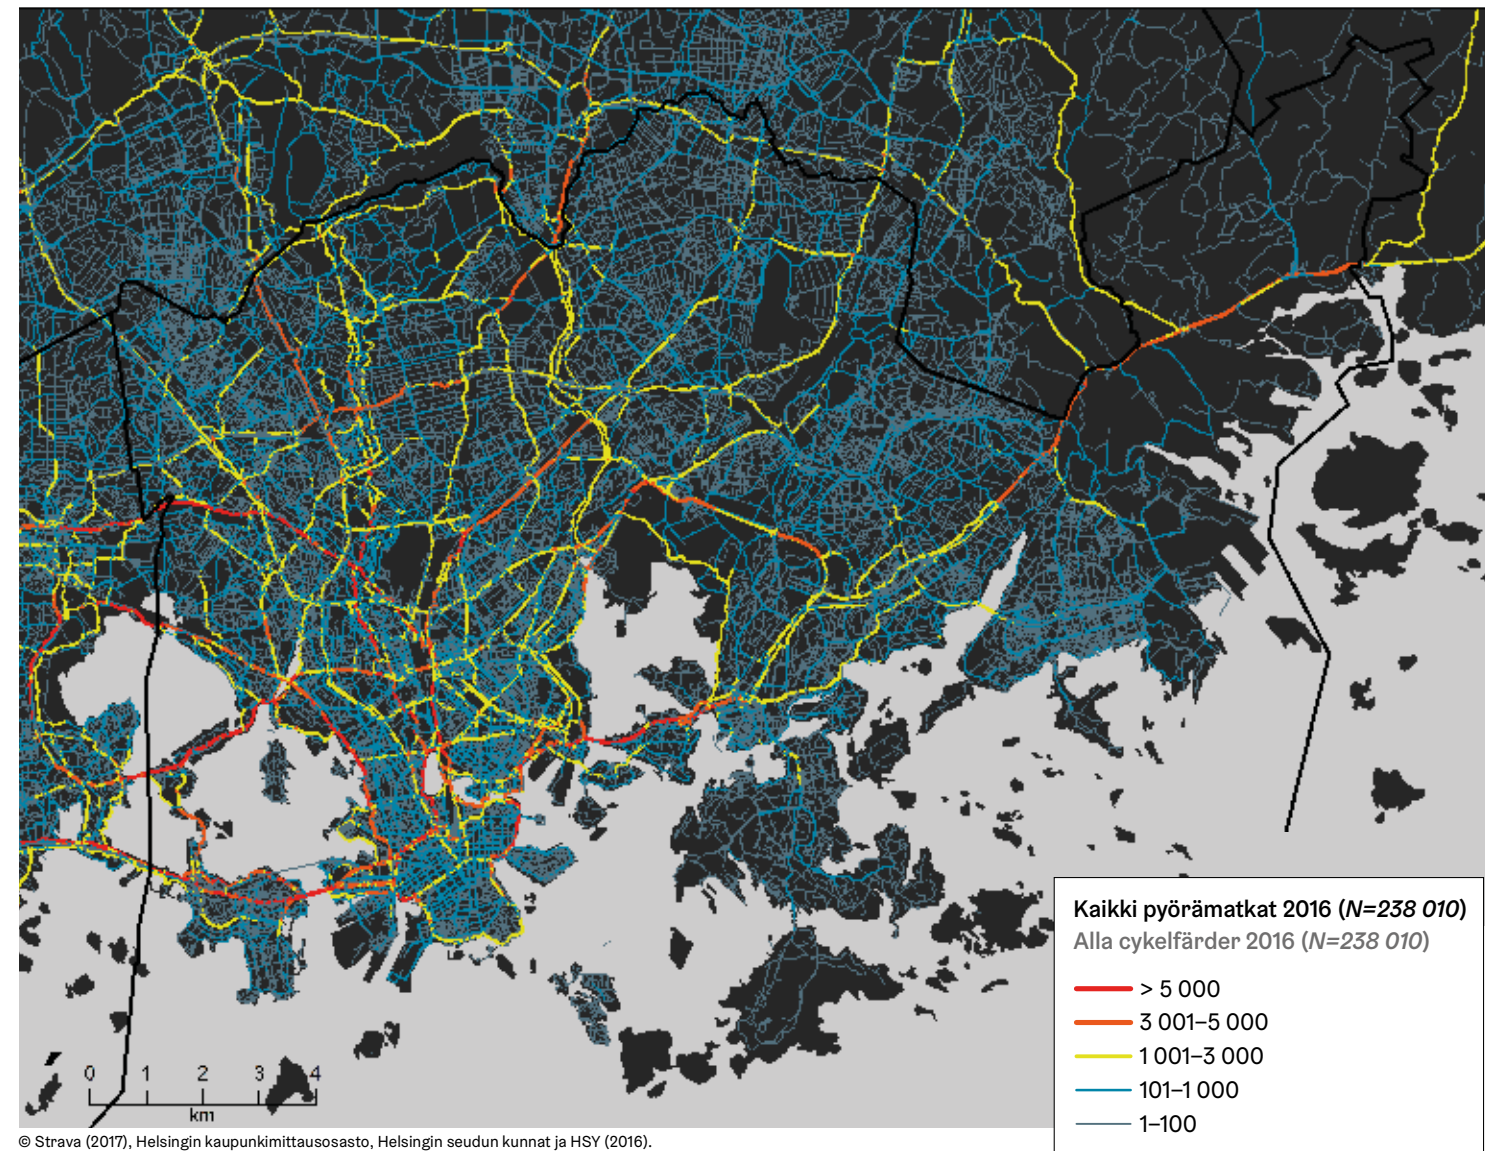 Kaikki pyörämatkat 2016 (N=238 010)
Alla cykelfärder 2016 (N=238 010)
> 5 000
3 001–5 000
1 001–3 000
101–1 000
1–100
0 1 2 3 4
km
© Strava (2017), Helsingin kaupunkimittausosasto, Helsingin seudun kunnat ja HSY (2016).